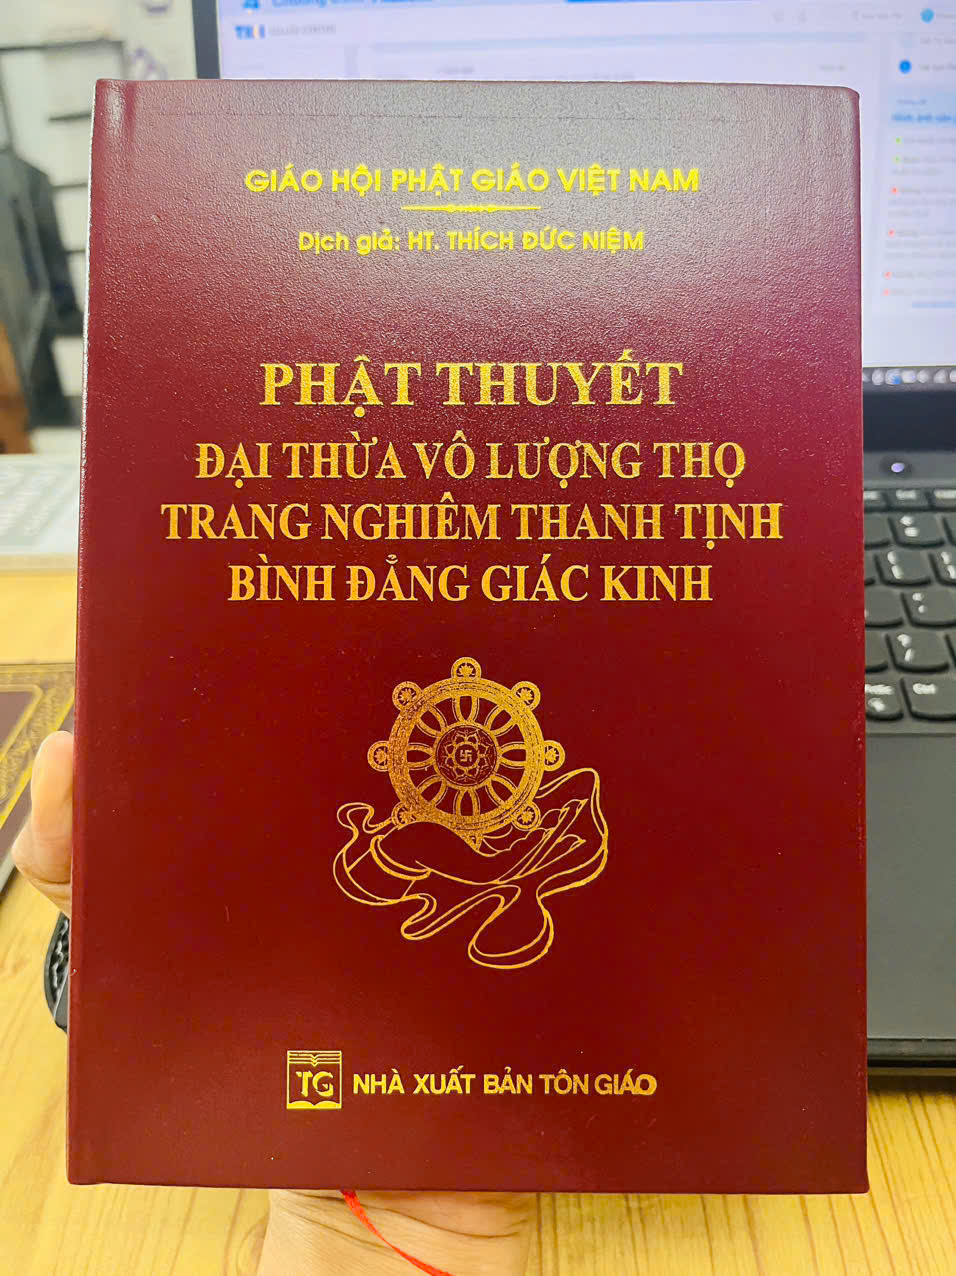 GIÁO HỘI PHẬT GIÁO VIỆT NAM
Dịch giả: HT. THÍCH ĐỨC NIỆM
PHẬT THUYẾT
ĐẠI THỪA VÔ LƯỢNG THỌ
TRANG NGHIÊM THANH TỊNH
BÌNH ĐẲNG GIÁC KINH
TG NHÀ XUẤT BẢN TÔN GIÁO
Ctrl